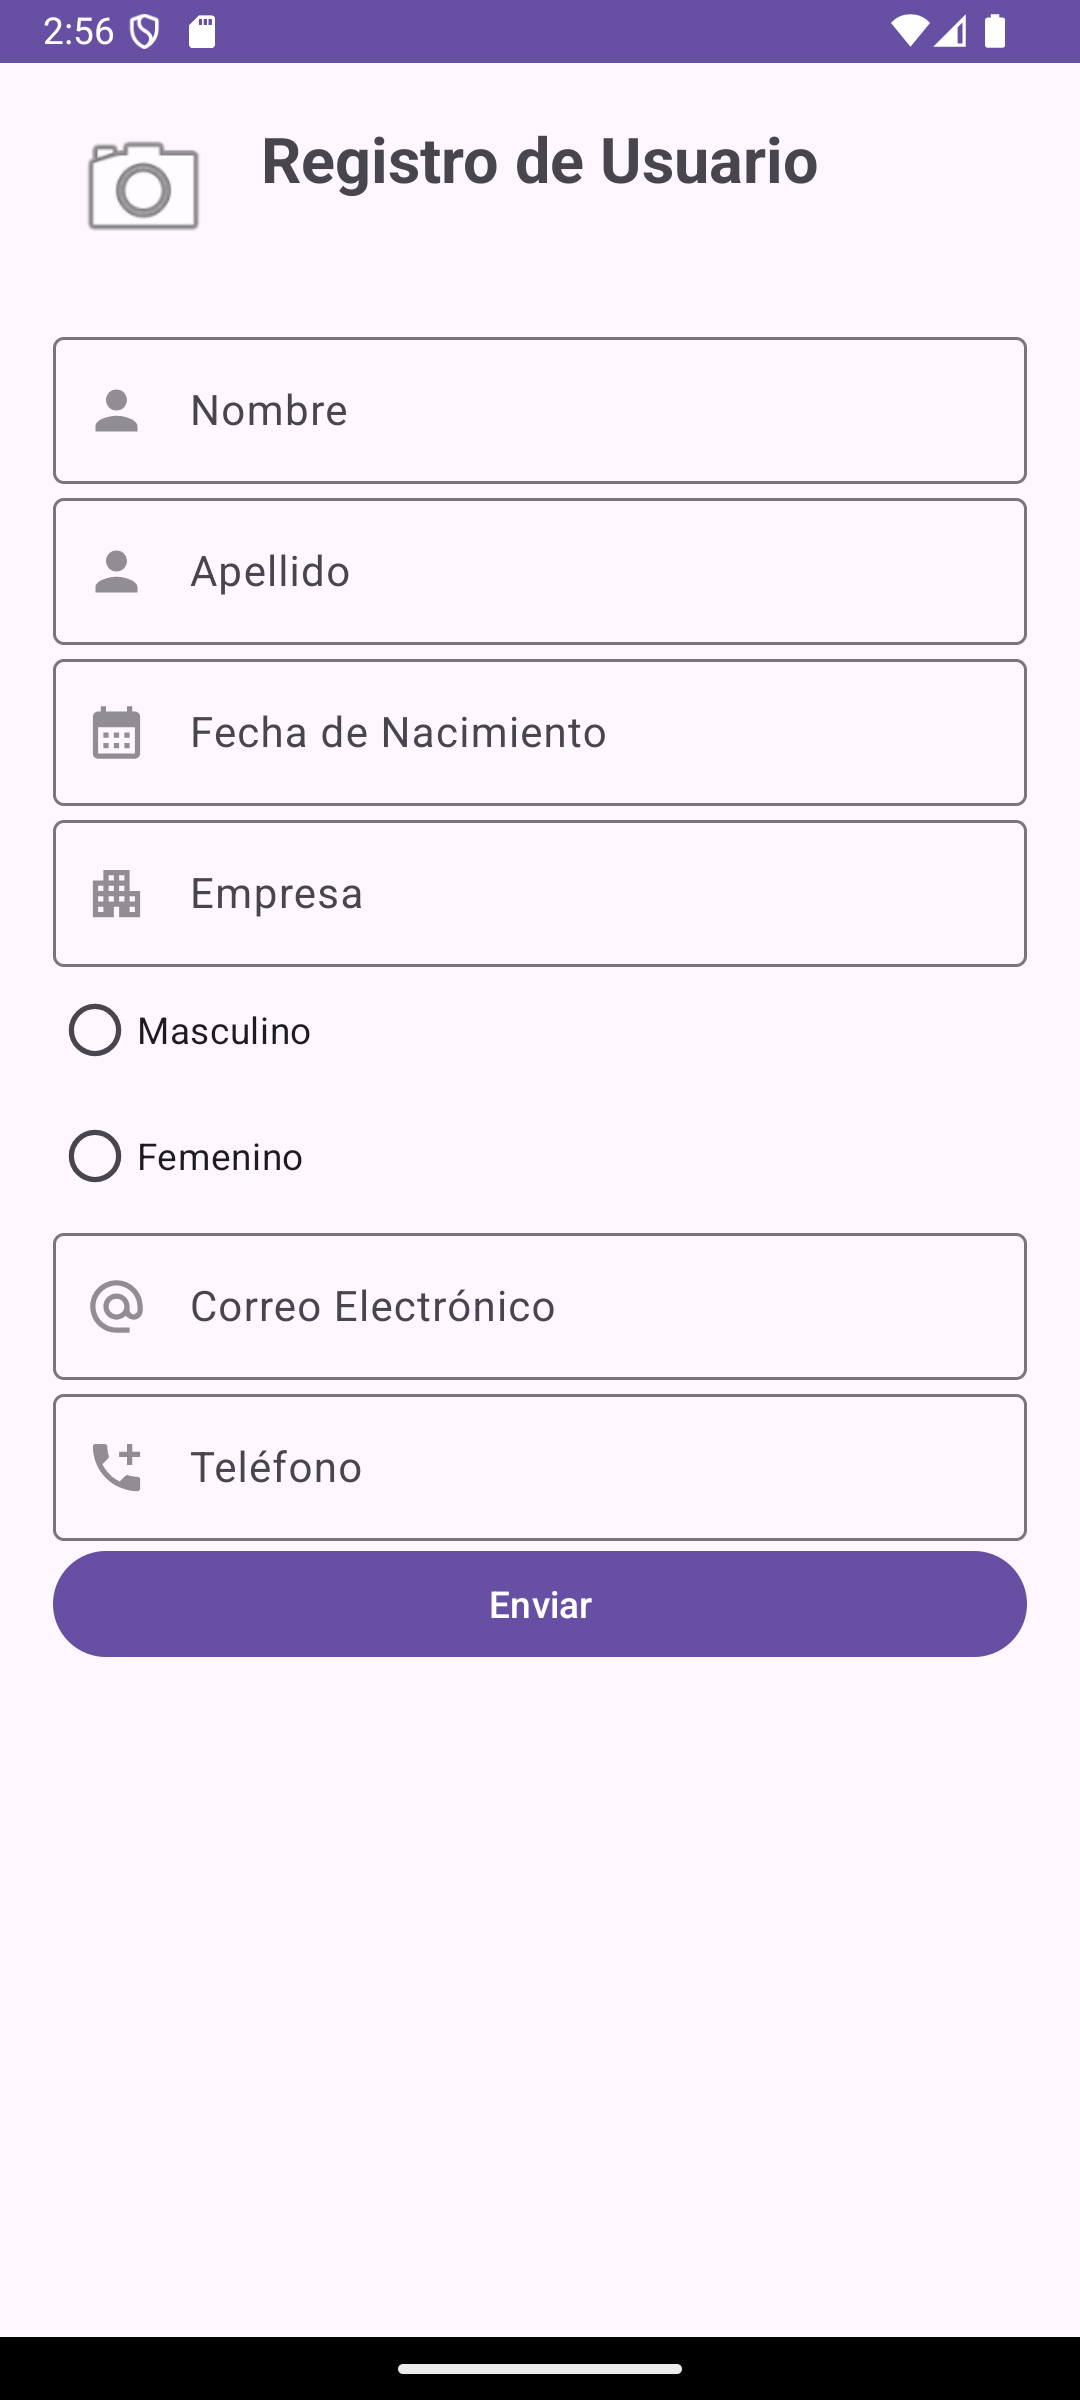 2:56
Registro de Usuario
Nombre
Apellido
Fecha de Nacimiento
Empresa
Masculino
Femenino
Correo Electrónico
Teléfono
Enviar